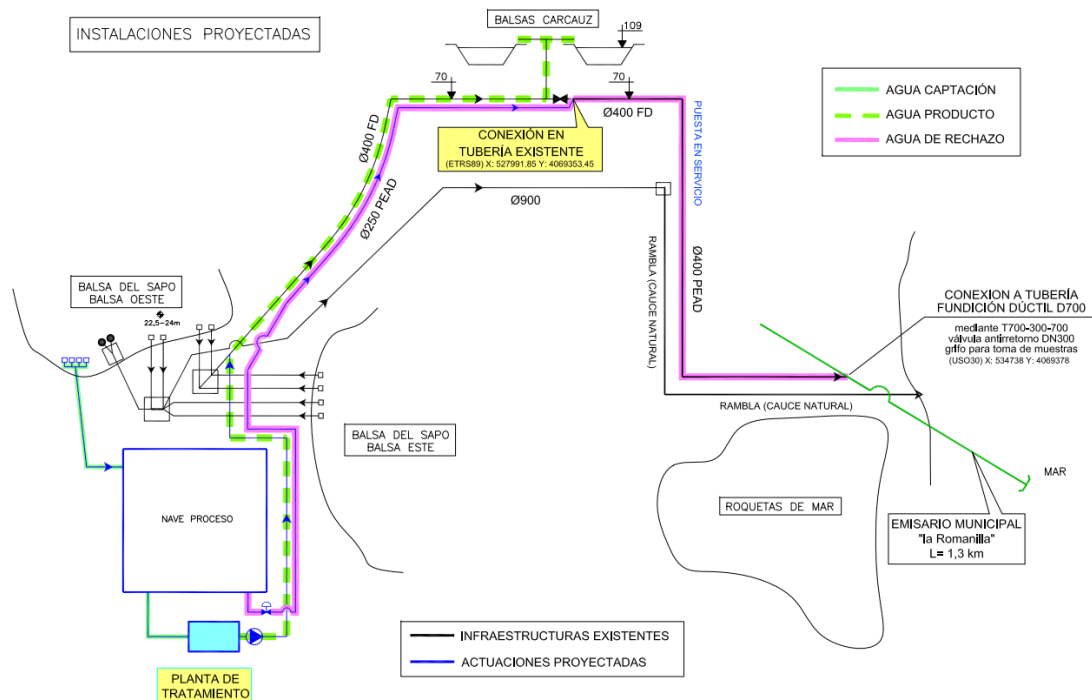 INSTALACIONES PROYECTADAS
BALSAS CARCAUZ
109
70
70
AGUA CAPTACIÓN
AGUA PRODUCTO
AGUA DE RECHAZO
Ø400 FD
Ø250 PEAD
CONEXIÓN EN
TUBERÍA EXISTENTE
(ETRS89) X: 527991.85 Y: 4069353.45
Ø400 FD
PUESTA EN SERVICIO
Ø900
RAMBLA (CAUCE NATURAL)
Ø400 PEAD
BALSA DEL SAPO
BALSA OESTE
22,5-24m
CONEXION A TUBERÍA
FUNDICIÓN DÚCTIL D700
mediante T700-300-700
válvula antirretorno DN300
grifo para toma de muestras
(USO30) X: 534738 Y: 4069378
RAMBLA (CAUCE NATURAL)
BALSA DEL SAPO
BALSA ESTE
MAR
NAVE PROCESO
ROQUETAS DE MAR
EMISARIO MUNICIPAL
"la Romanilla"
L= 1,3 km
INFRAESTRUCTURAS EXISTENTES
ACTUACIONES PROYECTADAS
PLANTA DE
TRATAMIENTO